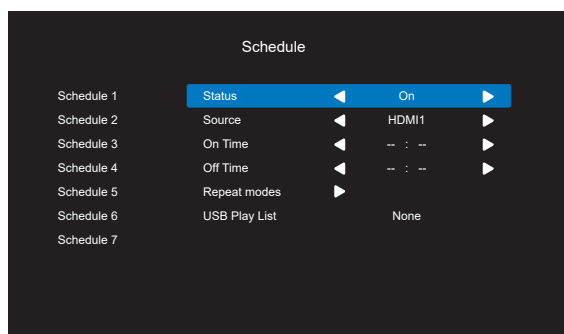 Schedule
Schedule 1 Status On
Schedule 2 Source HDMI1
Schedule 3 On Time -- : --
Schedule 4 Off Time -- : --
Schedule 5 Repeat modes
Schedule 6 USB Play List None
Schedule 7